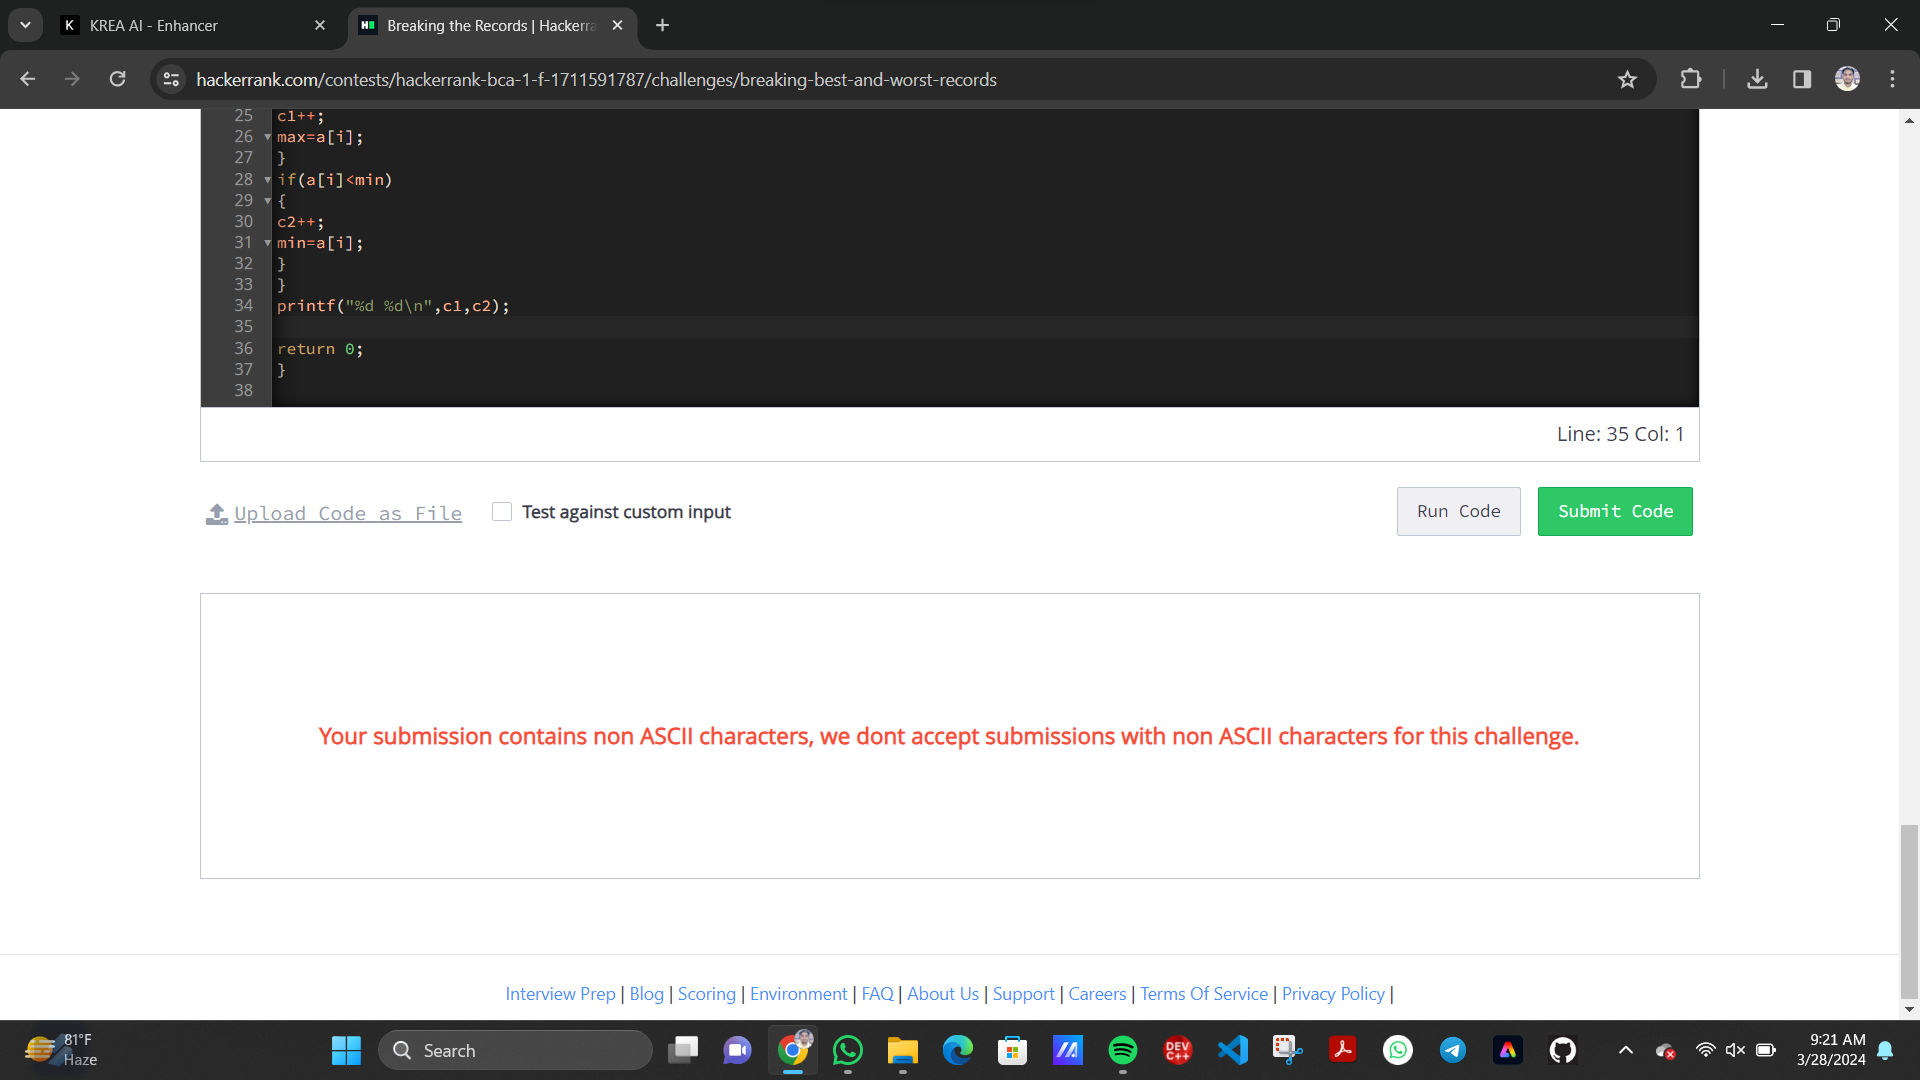 KREA AI - Enhancer
Breaking the Records | Hackerra
hackerrank.com/contests/hackerrank-bca-1-f-1711591787/challenges/breaking-best-and-worst-records
25 c1++;
26 max=a[i];
27 }
28 if(a[i]<min)
29 {
30 c2++;
31 min=a[i];
32 }
33 }
34 printf("%d %d\n",c1,c2);
35
36 return 0;
37 }
38
Line: 35 Col: 1
Upload Code as File
Test against custom input
Run Code
Submit Code
Your submission contains non ASCII characters, we dont accept submissions with non ASCII characters for this challenge.
Interview Prep | Blog | Scoring | Environment | FAQ | About Us | Support | Careers | Terms Of Service | Privacy Policy |
81°F
Haze
Search
DEV
C++
9:21 AM
3/28/2024